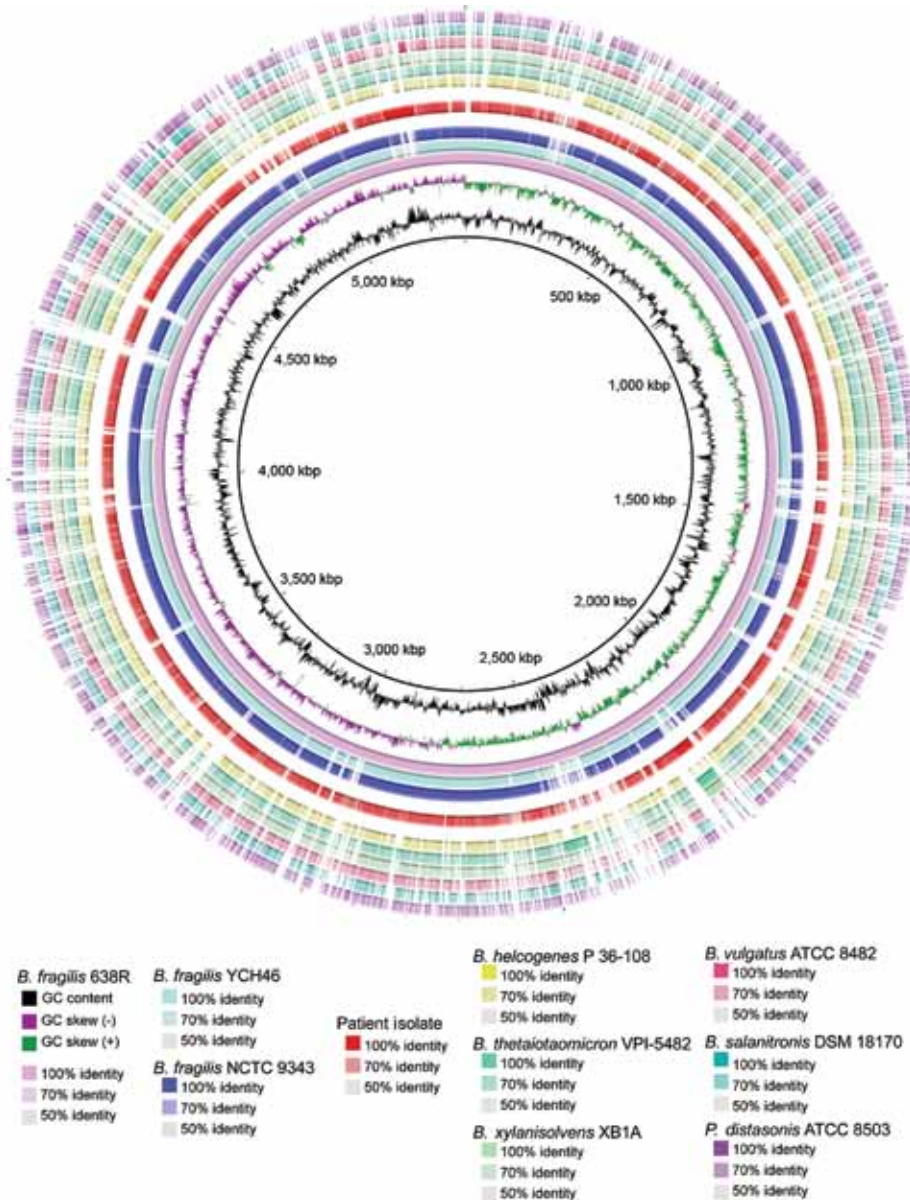 500 kbp
1,000 kbp
1,500 kbp
2,000 kbp
2,500 kbp
3,000 kbp
3,500 kbp
4,000 kbp
4,500 kbp
5,000 kbp
B. fragilis 638R
GC content
GC skew (-)
GC skew (+)
100% identity
70% identity
50% identity
B. fragilis YCH46
100% identity
70% identity
50% identity
B. fragilis NCTC 9343
100% identity
70% identity
50% identity
Patient isolate
100% identity
70% identity
50% identity
B. helcogenes P 36-108
100% identity
70% identity
50% identity
B. thetaiotaomicron VPI-5482
100% identity
70% identity
50% identity
B. xylanisolvens XB1A
100% identity
70% identity
50% identity
B. vulgatus ATCC 8482
100% identity
70% identity
50% identity
B. salanitronis DSM 18170
100% identity
70% identity
50% identity
P. distasonis ATCC 8503
100% identity
70% identity
50% identity